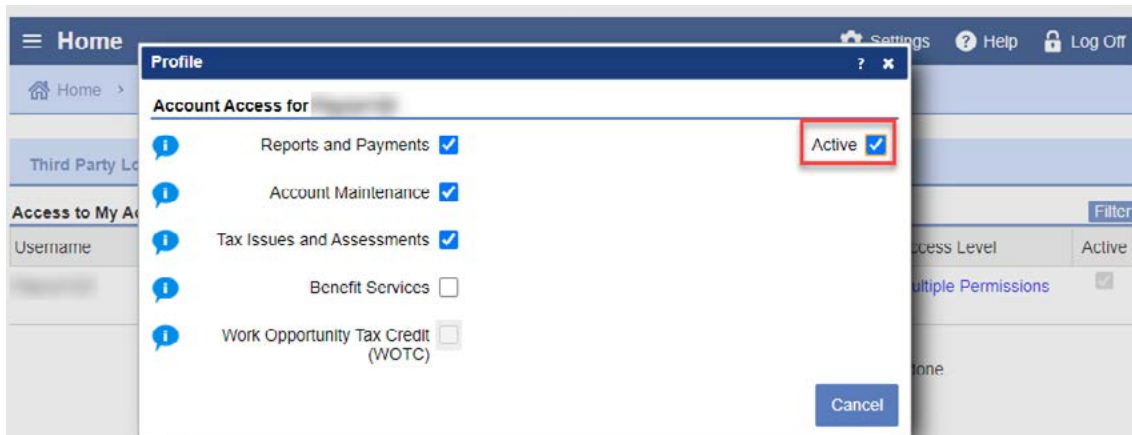 Home Settings Help Log Off
Profile ? x
Home >
Account Access for
Reports and Payments Active
Third Party Lo
Account Maintenance
Access to My Ac Filter
Tax Issues and Assessments
Username ccess Level Active
Benefit Services
ultiple Permissions
Work Opportunity Tax Credit
(WOTC)
Cancel